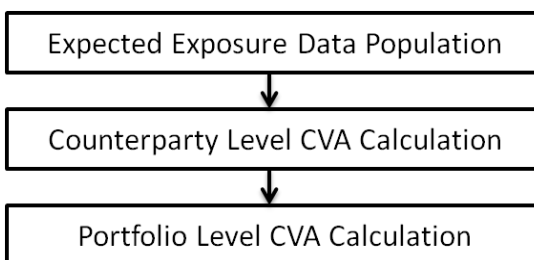 Expected Exposure Data Population
Counterparty Level CVA Calculation
Portfolio Level CVA Calculation